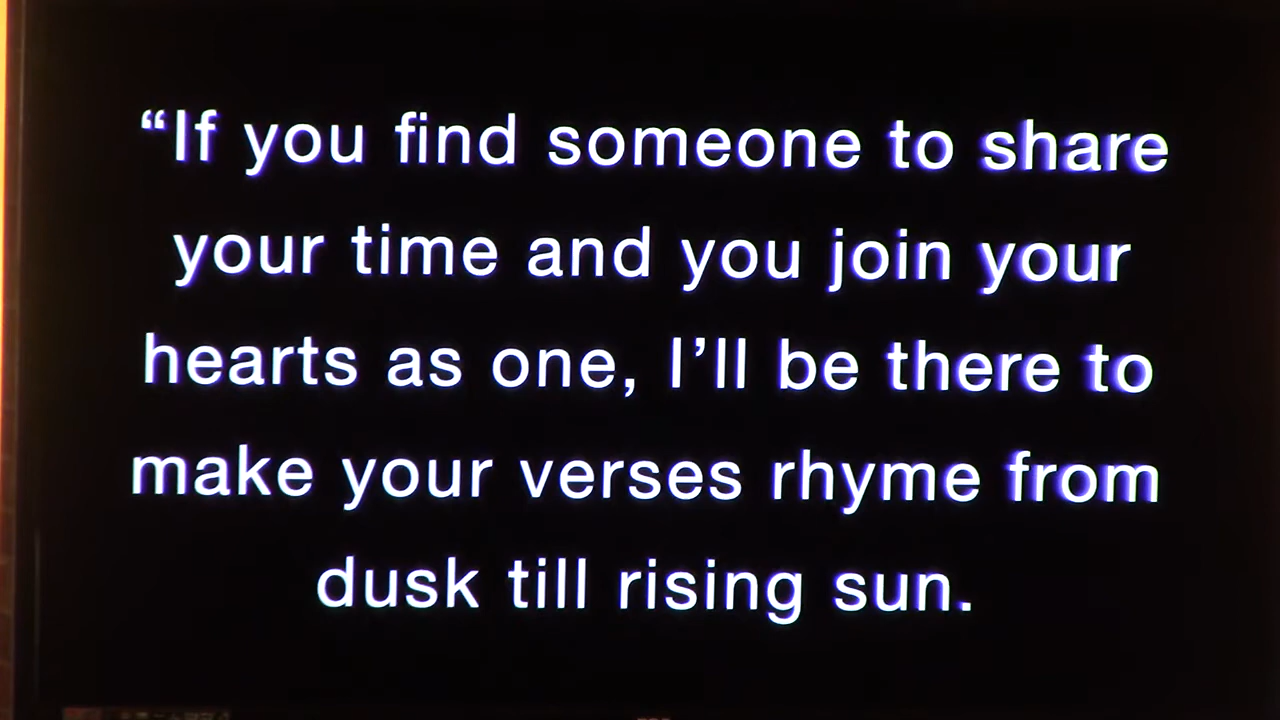 “If you find someone to share
your time and you join your
hearts as one, I’ll be there to
make your verses rhyme from
dusk till rising sun.